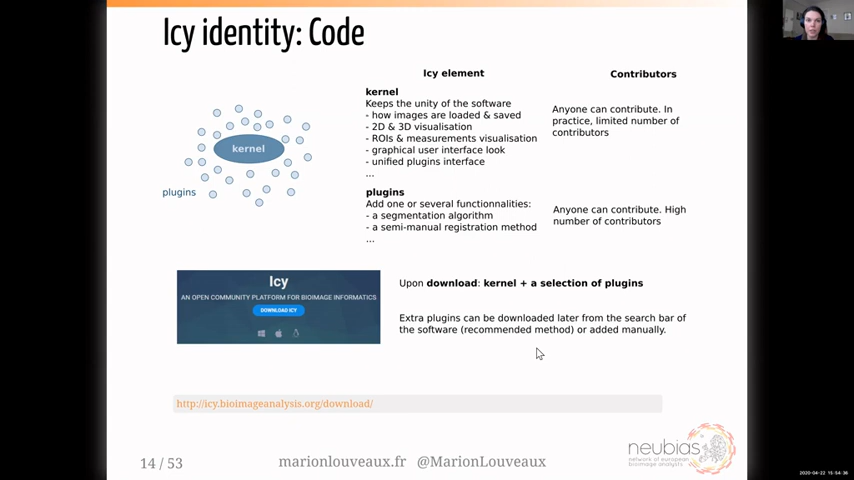 Icy identity: Code
Icy element
Contributors
kernel
Keeps the unity of the software
- how images are loaded & saved
- 2D & 3D visualisation
- ROIs & measurements visualisation
- graphical user interface look
- unified plugins interface
...
Anyone can contribute. In
practice, limited number of
contributors
kernel
plugins
plugins
Add one or several functionnalities:
- a segmentation algorithm
- a semi-manual registration method
...
Anyone can contribute. High
number of contributors
Icy
AN OPEN COMMUNITY PLATFORM FOR BIOIMAGE INFORMATICS
DOWNLOAD ICY
Upon download: kernel + a selection of plugins
Extra plugins can be downloaded later from the search bar of
the software (recommended method) or added manually.
http://icy.bioimageanalysis.org/download/
14 / 53
marionlouveaux.fr @MarionLouveaux
neubias
network of european
bioimage analysts
2020-04-22 15:54:36